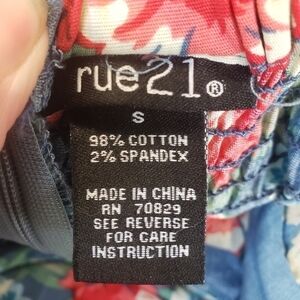 rue21®
S
98% COTTON
2% SPANDEX
MADE IN CHINA
RN 70829
SEE REVERSE
FOR CARE
INSTRUCTION